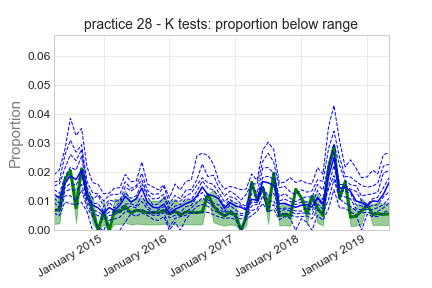 practice 28 - K tests: proportion below range
Proportion
0.06
0.05
0.04
0.03
0.02
0.01
0.00
January 2015
January 2016
January 2017
January 2018
January 2019